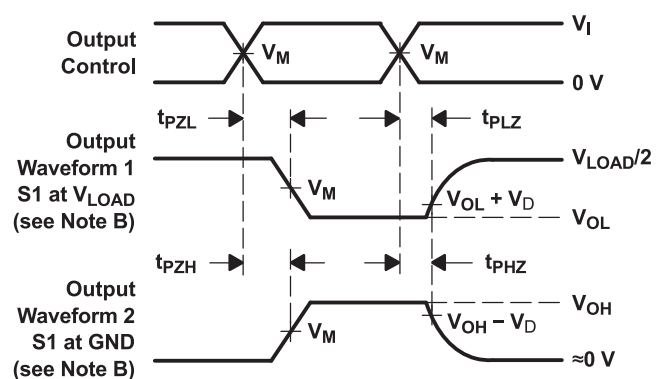 Output
Control
V_M
V_M
V_I
0 V
t_PZL
t_PLZ
Output
Waveform 1
S1 at V_LOAD
(see Note B)
V_M
V_OL + V_D
V_LOAD/2
V_OL
t_PZH
t_PHZ
Output
Waveform 2
S1 at GND
(see Note B)
V_M
V_OH − V_D
V_OH
≈0 V